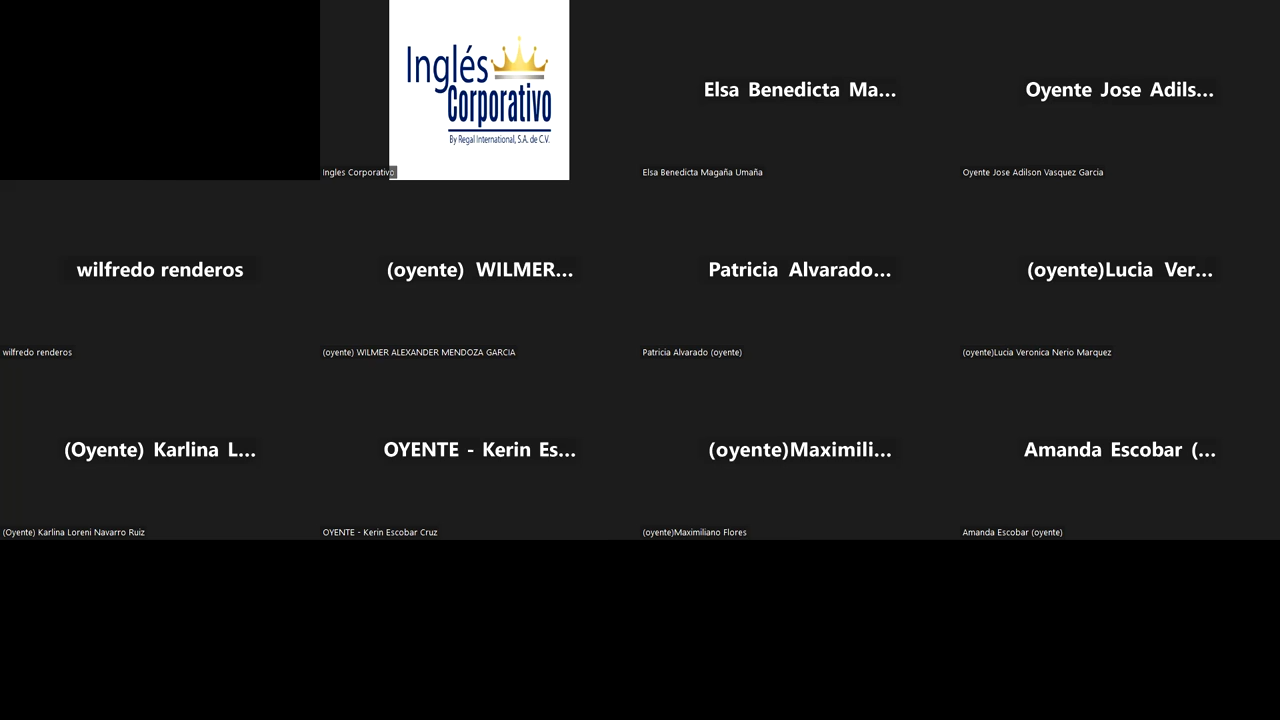 Inglés
Corporativo
By Regal International, S.A. de C.V.
Ingles Corporativo
Elsa Benedicta Ma...
Elsa Benedicta Magaña Umaña
Oyente Jose Adils...
Oyente Jose Adilson Vasquez Garcia
wilfredo renderos
wilfredo renderos
(oyente) WILMER...
(oyente) WILMER ALEXANDER MENDOZA GARCIA
Patricia Alvarado...
Patricia Alvarado (oyente)
(oyente)Lucia Ver...
(oyente)Lucia Veronica Nerio Marquez
(Oyente) Karlina L...
(Oyente) Karlina Loreni Navarro Ruiz
OYENTE - Kerin Es...
OYENTE - Kerin Escobar Cruz
(oyente)Maximili...
(oyente)Maximiliano Flores
Amanda Escobar (...
Amanda Escobar (oyente)